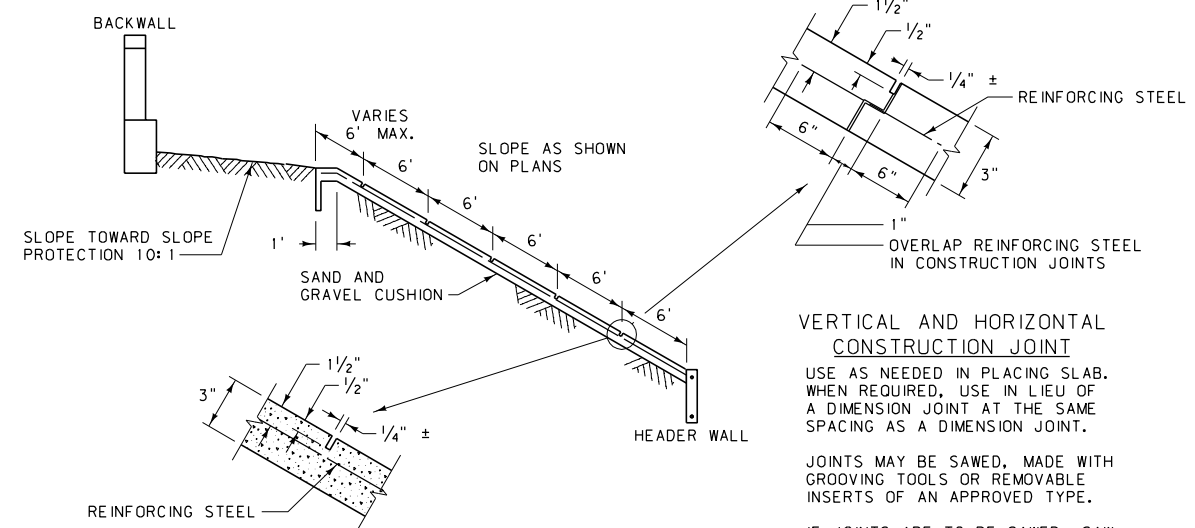 BACKWALL
VARIES
6' MAX.
6'
6'
6'
6'
6'
SLOPE AS SHOWN
ON PLANS
SLOPE TOWARD SLOPE
PROTECTION 10:1
1'
SAND AND
GRAVEL CUSHION
HEADER WALL
3"
1½"
½"
¼" ±
REINFORCING STEEL
1½"
½"
¼" ±
REINFORCING STEEL
6"
6"
3"
1"
OVERLAP REINFORCING STEEL
IN CONSTRUCTION JOINTS
VERTICAL AND HORIZONTAL
CONSTRUCTION JOINT
USE AS NEEDED IN PLACING SLAB.
WHEN REQUIRED, USE IN LIEU OF
A DIMENSION JOINT AT THE SAME
SPACING AS A DIMENSION JOINT.
JOINTS MAY BE SAWED, MADE WITH
GROOVING TOOLS OR REMOVABLE
INSERTS OF AN APPROVED TYPE.